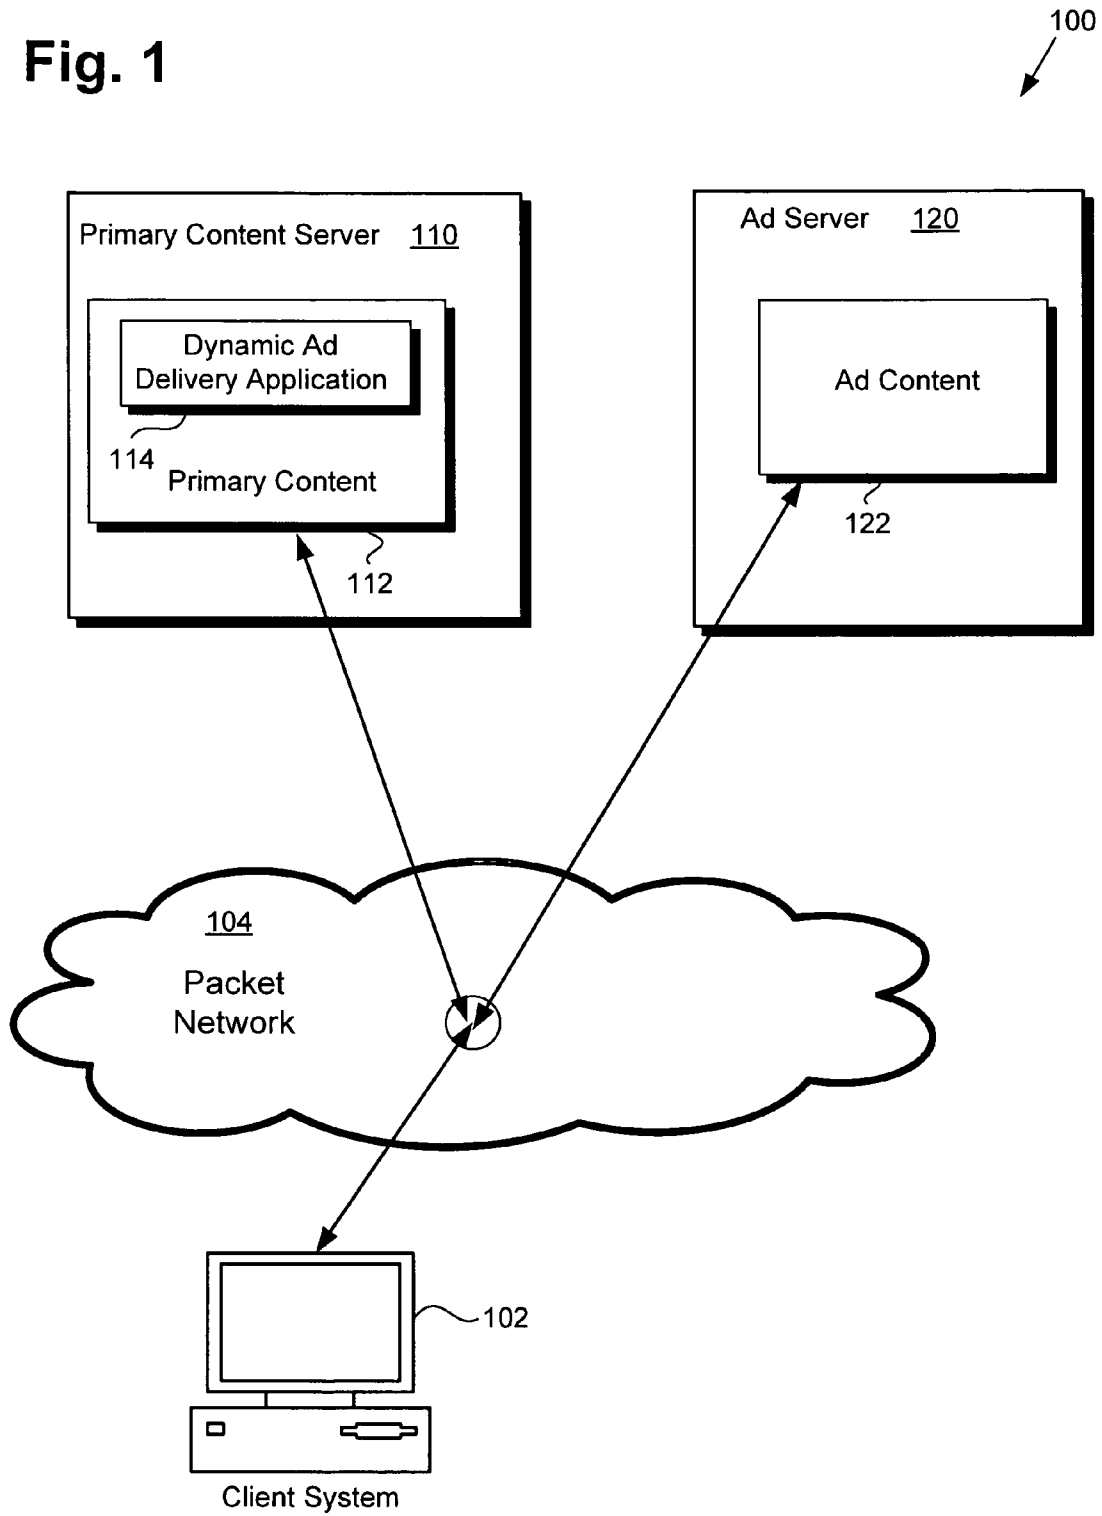 Fig. 1
100
Primary Content Server 110
Dynamic Ad
Delivery Application
114
Primary Content
112
Ad Server 120
Ad Content
122
104
Packet
Network
102
Client System